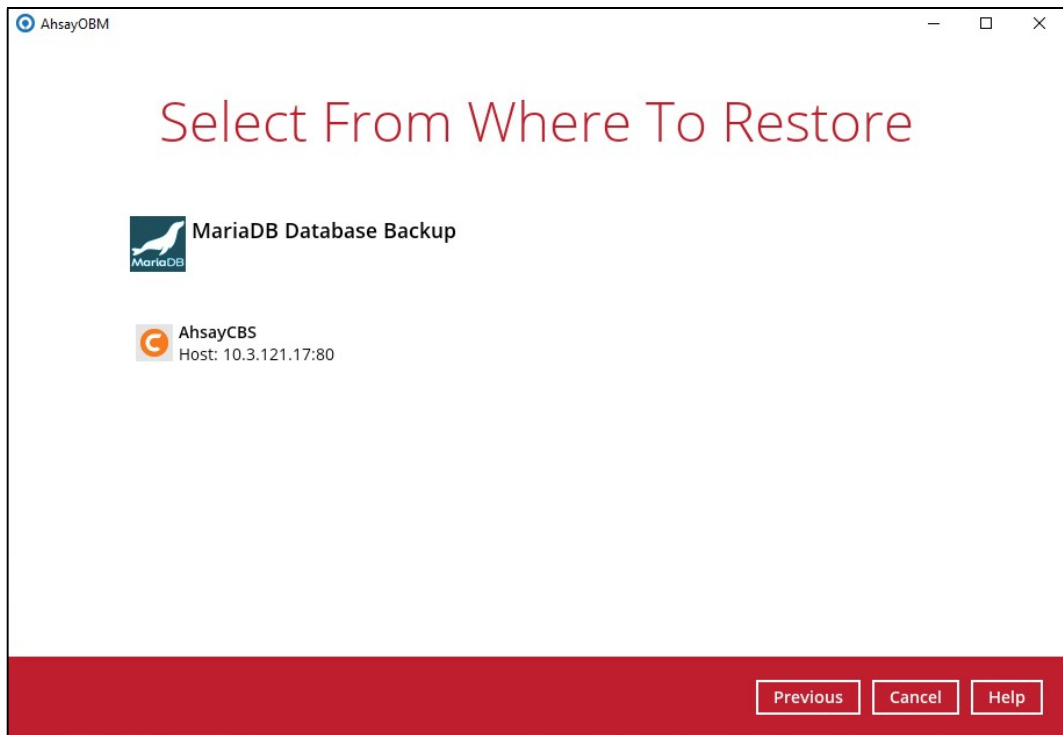 AhsayOBM
Select From Where To Restore
MariaDB Database Backup
MariaDB
AhsayCBS
Host: 10.3.121.17:80
Previous Cancel Help